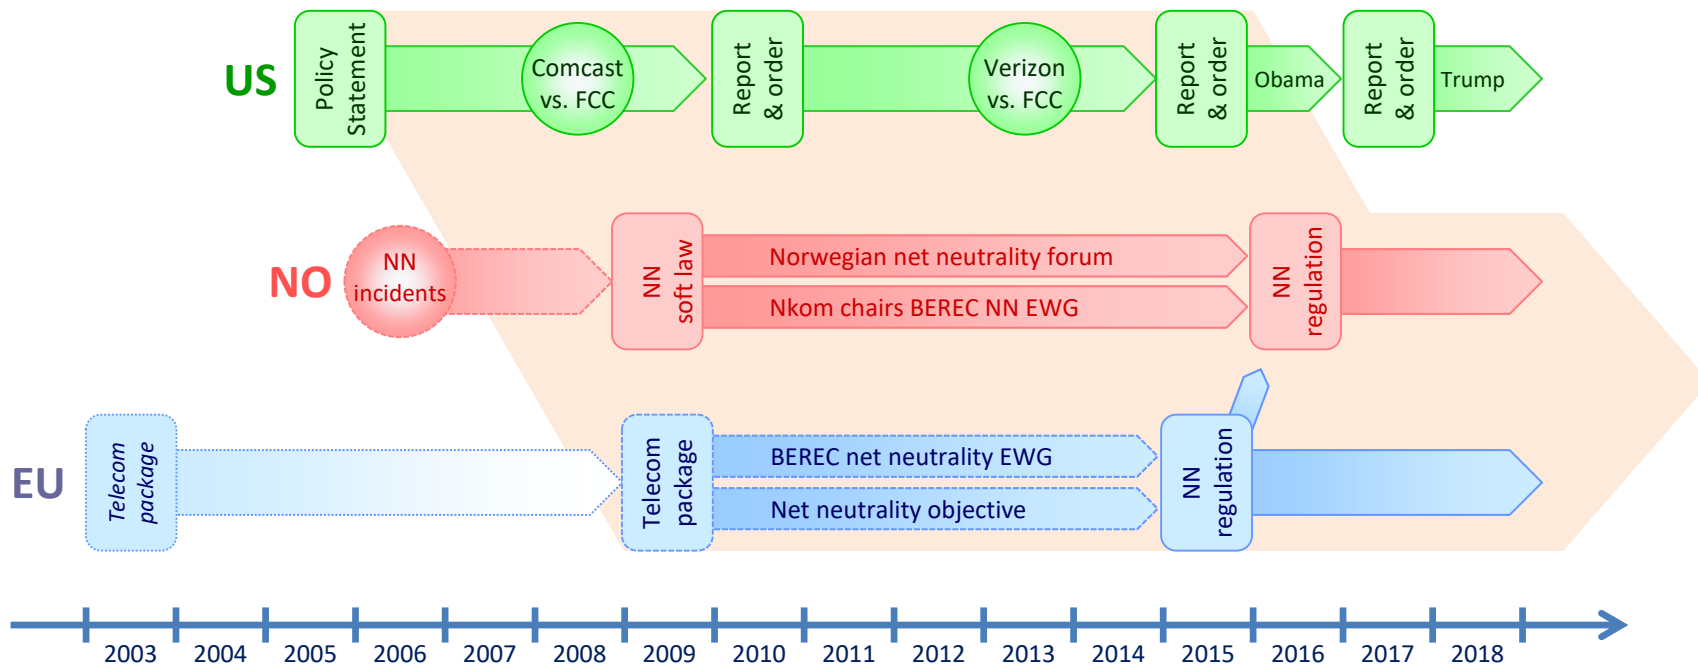 US
Policy
Statement
Comcast
vs. FCC
Report
& order
Verizon
vs. FCC
Report
& order
Obama
Report
& order
Trump
NO
NN
incidents
NN
soft law
Norwegian net neutrality forum
Nkom chairs BEREC NN EWG
NN
regulation
EU
Telecom
package
Telecom
package
BEREC net neutrality EWG
Net neutrality objective
NN
regulation
2003 2004 2005 2006 2007 2008 2009 2010 2011 2012 2013 2014 2015 2016 2017 2018